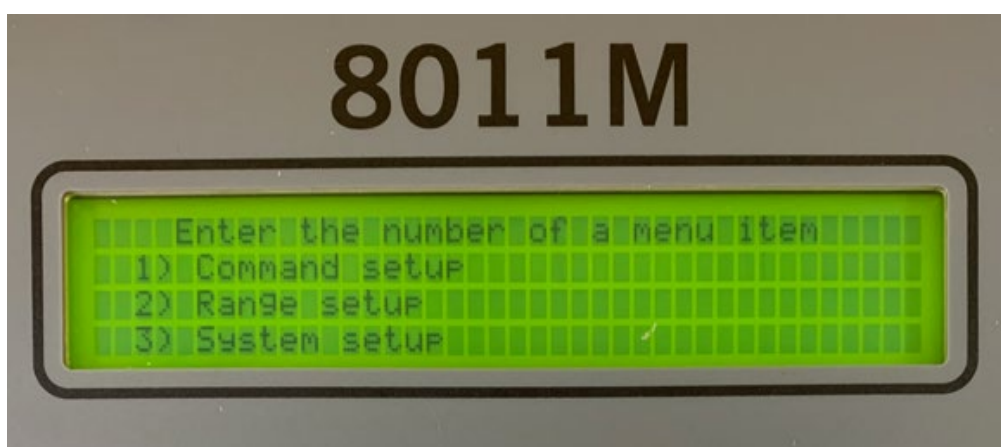 8011M
Enter the number of a menu item
1) Command setup
2) Range setup
3) System setup